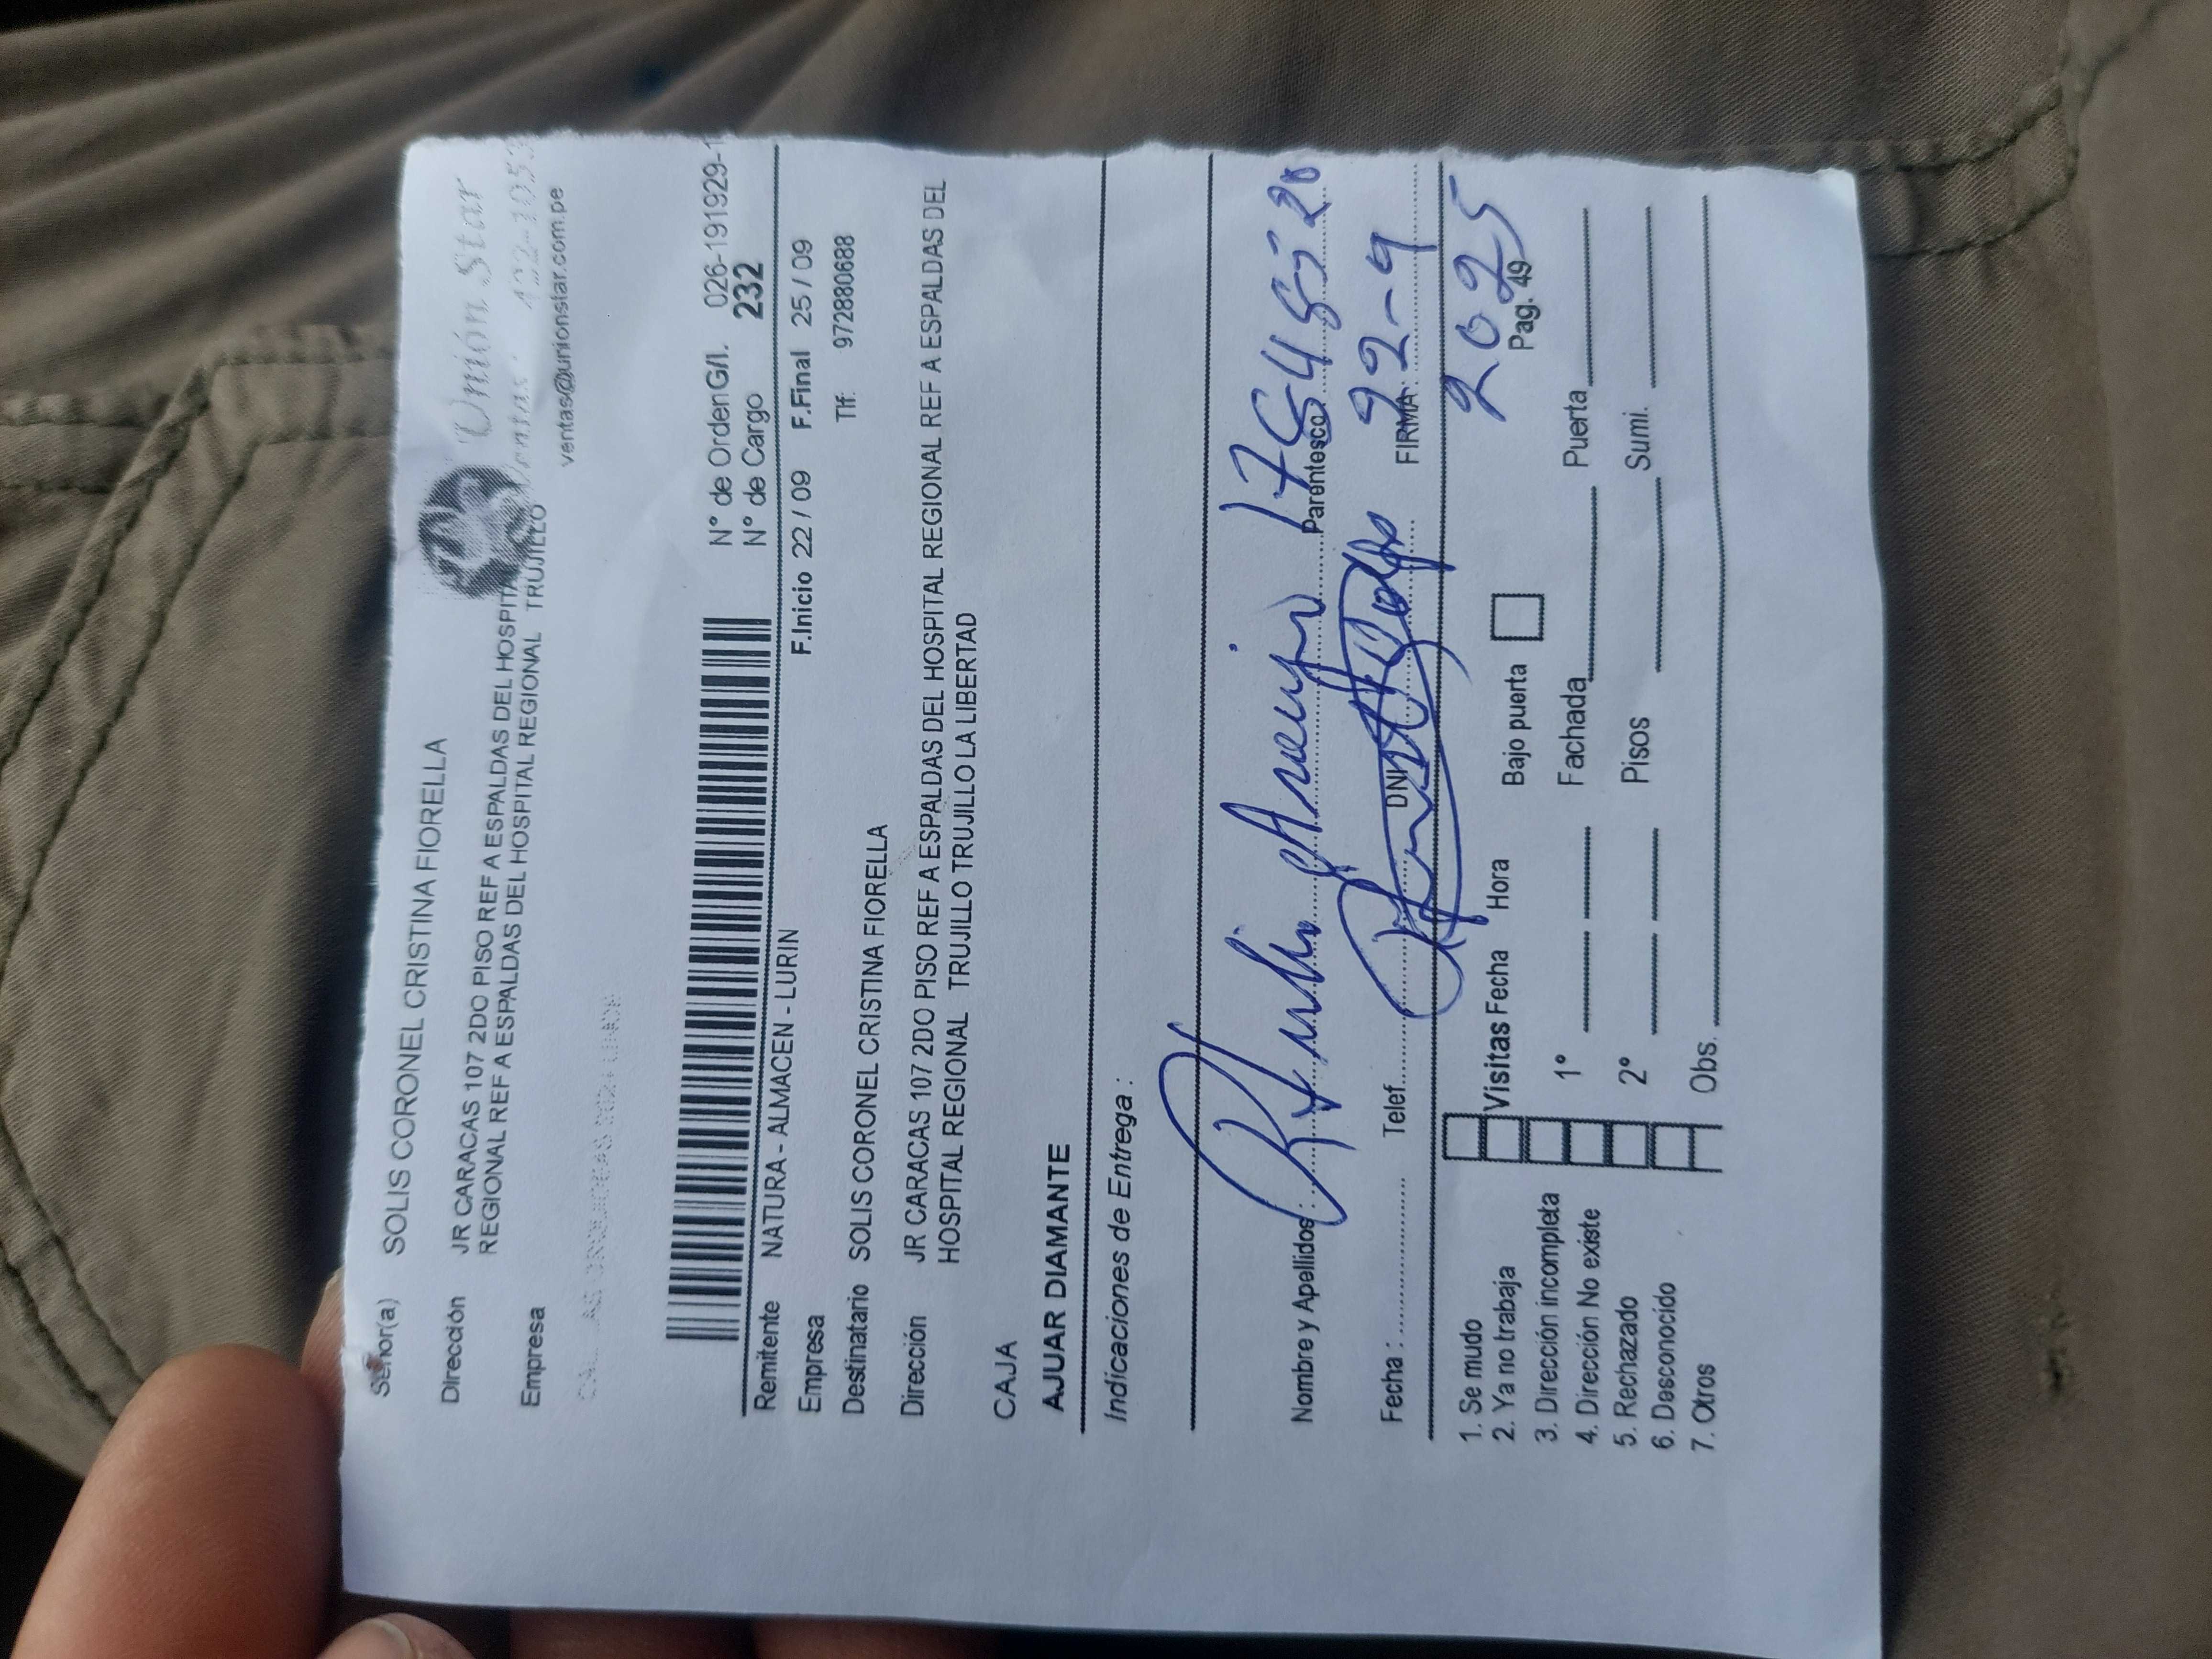 Unión Star
Ventas:
ventas@unionstar.com.pe
Señor(a) SOLIS CORONEL CRISTINA FIORELLA
Dirección JR CARACAS 107 2DO PISO REF A ESPALDAS DEL HOSPITAL
REGIONAL REF A ESPALDAS DEL HOSPITAL REGIONAL TRUJILLO
Empresa
N° de OrdenG/I. 026-191929-1
N° de Cargo 232
Remitente NATURA - ALMACEN - LURIN
Empresa F.Inicio 22 / 09 F.Final 25 / 09
Destinatario SOLIS CORONEL CRISTINA FIORELLA Tlf: 972880688
Dirección JR CARACAS 107 2DO PISO REF A ESPALDAS DEL HOSPITAL REGIONAL REF A ESPALDAS DEL
HOSPITAL REGIONAL TRUJILLO TRUJILLO LA LIBERTAD
CAJA
AJUAR DIAMANTE
Indicaciones de Entrega :
Nombre y Apellidos: Parentesco:
22-9
Fecha : Telef. DNI FIRMA:
2025
Pag. 49
1. Se mudo
2. Ya no trabaja Visitas Fecha Hora Bajo puerta
3. Dirección incompleta
4. Dirección No existe 1° Fachada Puerta
5. Rechazado
6. Desconocido 2° Pisos Sumi.
7. Otros Obs.